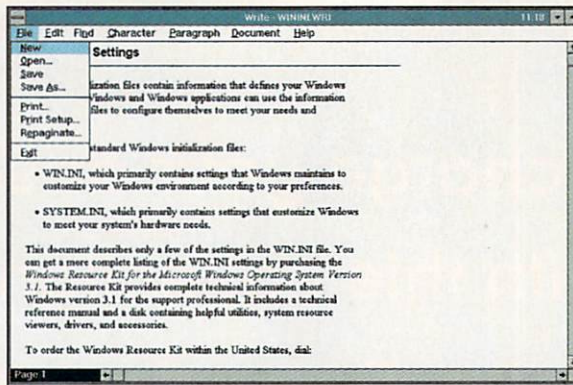 Write - WININI.WRI 11:18
File Edit Find Character Paragraph Document Help
New
Open...
Save
Save As...
Print...
Print Setup...
Repaginate...
Exit
Settings
ization files contain information that defines your Windows
Windows and Windows applications can use the information
files to configure themselves to meet your needs and
standard Windows initialization files:
• WIN.INI, which primarily contains settings that Windows maintains to
customize your Windows environment according to your preferences.
• SYSTEM.INI, which primarily contains settings that customize Windows
to meet your system's hardware needs.
This document describes only a few of the settings in the WIN.INI file. You
can get a more complete listing of the WIN.INI settings by purchasing the
Windows Resource Kit for the Microsoft Windows Operating System Version
3.1. The Resource Kit provides complete technical information about
Windows version 3.1 for the support professional. It includes a technical
reference manual and a disk containing helpful utilities, system resource
viewers, drivers, and accessories.
To order the Windows Resource Kit within the United States, dial:
Page 1